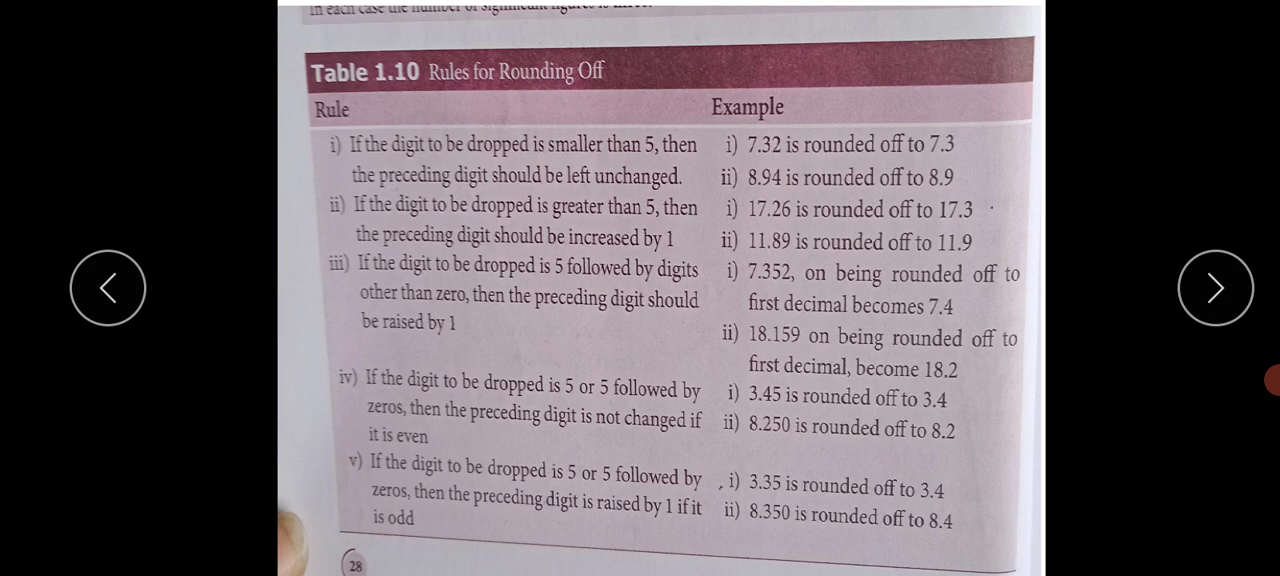 In each case the number of significant figures is three.
Table 1.10 Rules for Rounding Off
Rule Example
i) If the digit to be dropped is smaller than 5, then
the preceding digit should be left unchanged.
i) 7.32 is rounded off to 7.3
ii) 8.94 is rounded off to 8.9
ii) If the digit to be dropped is greater than 5, then
the preceding digit should be increased by 1
i) 17.26 is rounded off to 17.3
ii) 11.89 is rounded off to 11.9
iii) If the digit to be dropped is 5 followed by digits
other than zero, then the preceding digit should
be raised by 1
i) 7.352, on being rounded off to
first decimal becomes 7.4
ii) 18.159 on being rounded off to
first decimal, become 18.2
iv) If the digit to be dropped is 5 or 5 followed by
zeros, then the preceding digit is not changed if
it is even
i) 3.45 is rounded off to 3.4
ii) 8.250 is rounded off to 8.2
v) If the digit to be dropped is 5 or 5 followed by
zeros, then the preceding digit is raised by 1 if it
is odd
i) 3.35 is rounded off to 3.4
ii) 8.350 is rounded off to 8.4
28